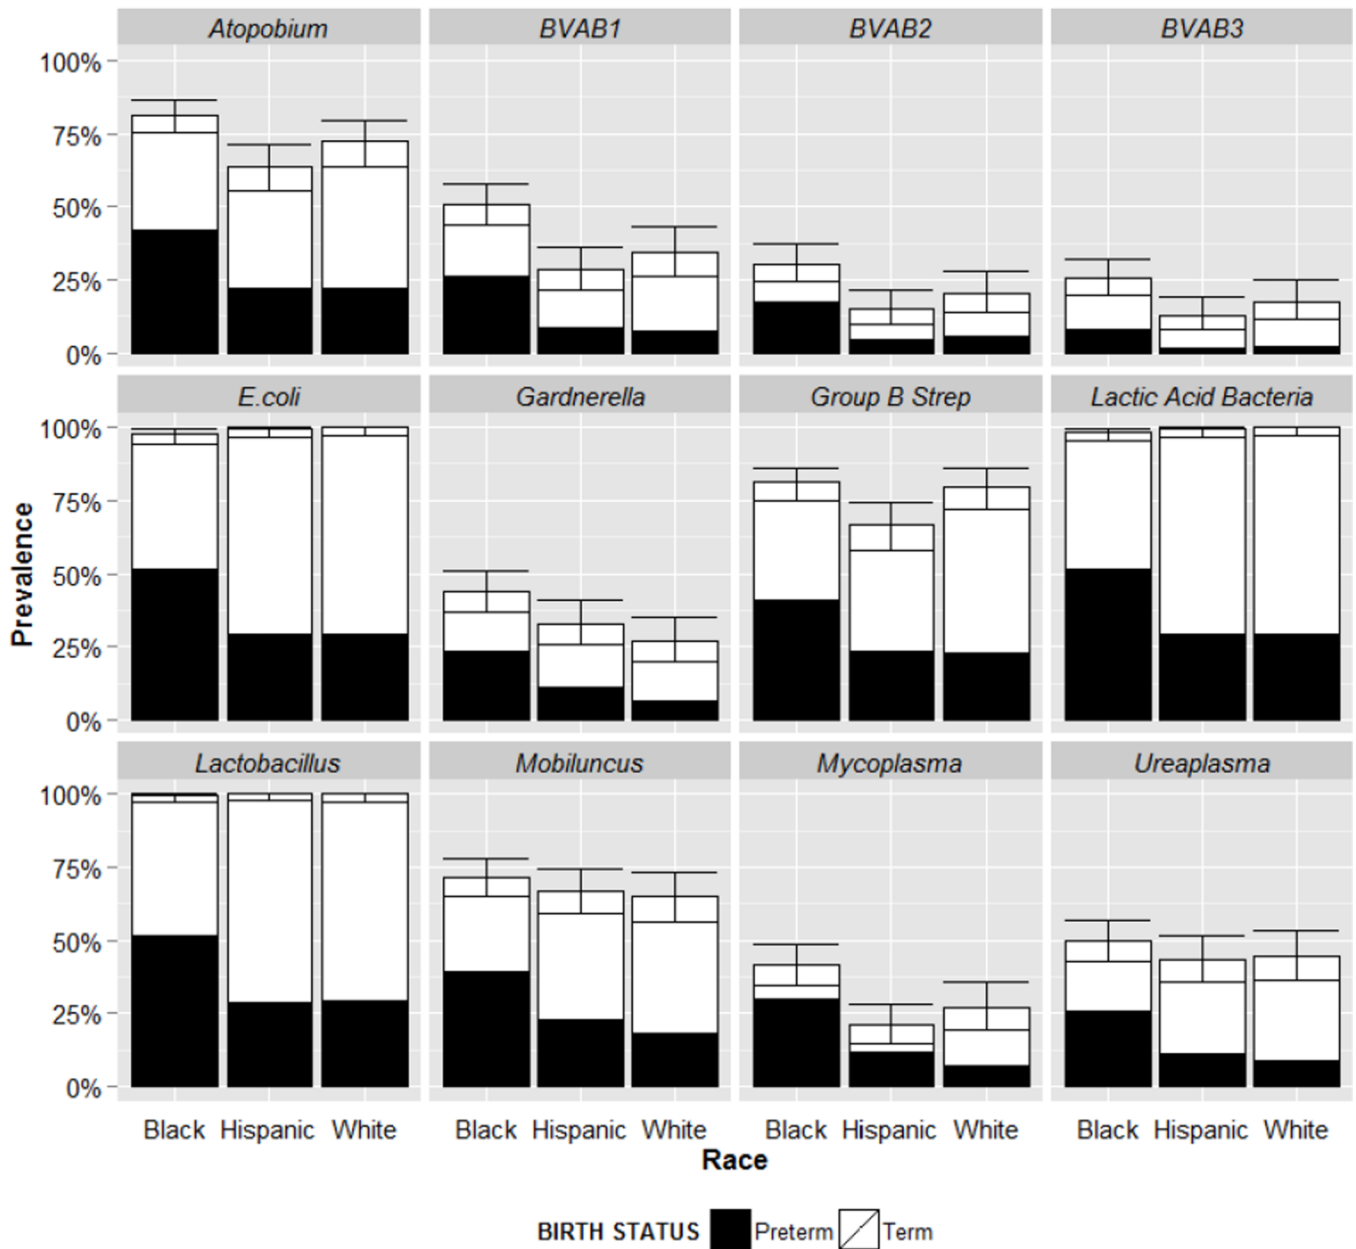 Atopobium BVAB1 BVAB2 BVAB3
100%
75%
50%
25%
0%
E.coli Gardnerella Group B Strep Lactic Acid Bacteria
100%
75%
50%
25%
0%
Prevalence
Lactobacillus Mobiluncus Mycoplasma Ureaplasma
100%
75%
50%
25%
0%
Black Hispanic White Black Hispanic White Black Hispanic White Black Hispanic White
Race
BIRTH STATUS Preterm Term